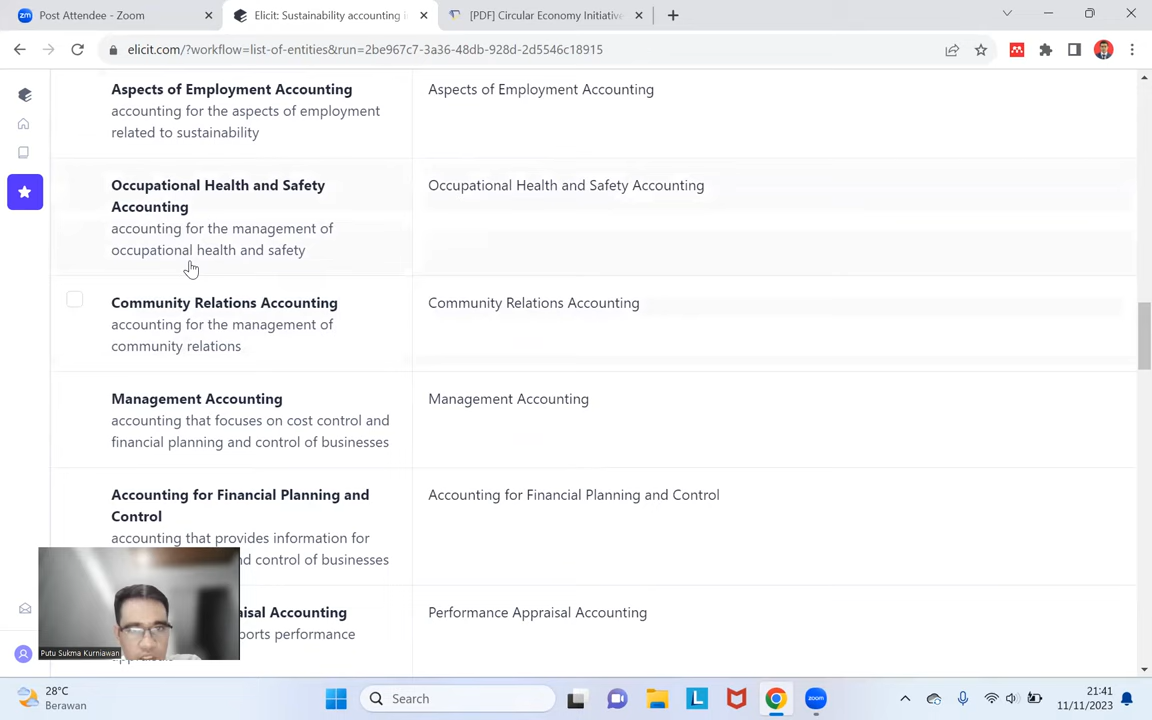 Post Attendee - Zoom
Elicit: Sustainability accounting i
[PDF] Circular Economy Initiative
elicit.com/?workflow=list-of-entities&run=2be967c7-3a36-48db-928d-2d5546c18915
Aspects of Employment Accounting
accounting for the aspects of employment
related to sustainability
Aspects of Employment Accounting
Occupational Health and Safety
Accounting
accounting for the management of
occupational health and safety
Occupational Health and Safety Accounting
Community Relations Accounting
accounting for the management of
community relations
Community Relations Accounting
Management Accounting
accounting that focuses on cost control and
financial planning and control of businesses
Management Accounting
Accounting for Financial Planning and
Control
accounting that provides information for
nd control of businesses
Accounting for Financial Planning and Control
aisal Accounting
ports performance
Performance Appraisal Accounting
Putu Sukma Kurniawan
28°C
Berawan
Search
21:41
11/11/2023